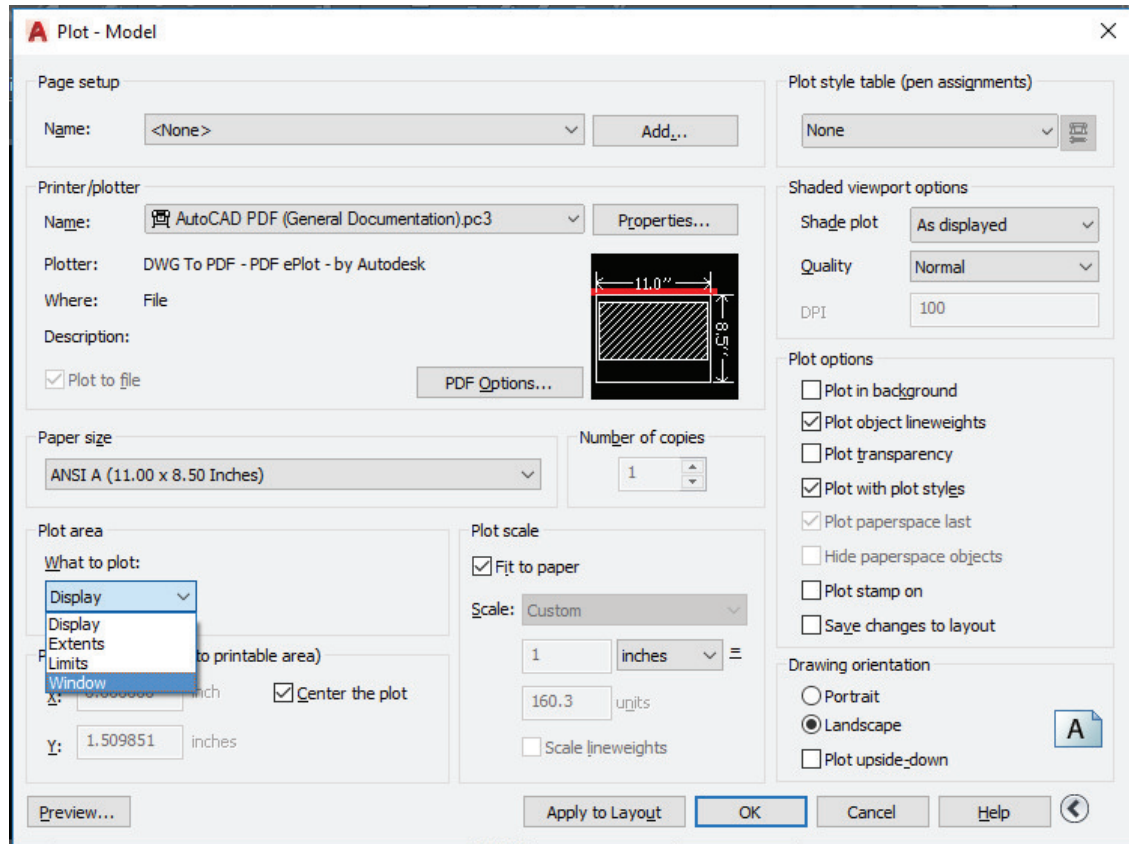 Plot - Model
Page setup
Name:
<None>
Add...
Plot style table (pen assignments)
None
Printer/plotter
Name:
AutoCAD PDF (General Documentation).pc3
Properties...
Plotter:
DWG To PDF - PDF ePlot - by Autodesk
Where:
File
Description:
Plot to file
PDF Options...
11.0''
8.5''
Shaded viewport options
Shade plot
As displayed
Quality
Normal
DPI
100
Paper size
ANSI A (11.00 x 8.50 Inches)
Number of copies
1
Plot options
Plot in background
Plot object lineweights
Plot transparency
Plot with plot styles
Plot paperspace last
Hide paperspace objects
Plot stamp on
Save changes to layout
Plot area
What to plot:
Display
Display
Extents
Limits
Window
to printable area)
X:
inch
Center the plot
Y:
1.509851
inches
Plot scale
Fit to paper
Scale:
Custom
1
inches
=
160.3
units
Scale lineweights
Drawing orientation
Portrait
Landscape
A
Plot upside-down
Preview...
Apply to Layout
OK
Cancel
Help